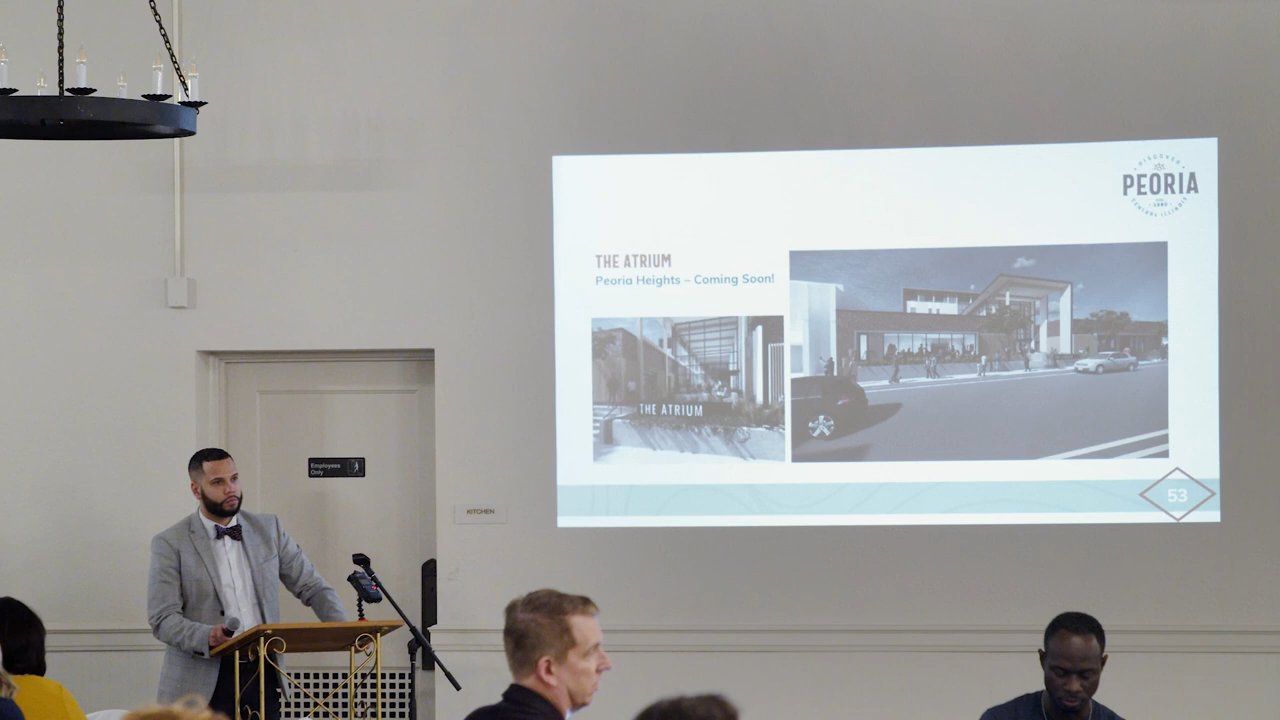 DISCOVER
PEORIA
CENTRAL ILLINOIS
THE ATRIUM
Peoria Heights – Coming Soon!
THE ATRIUM
53
Employees
Only
KITCHEN